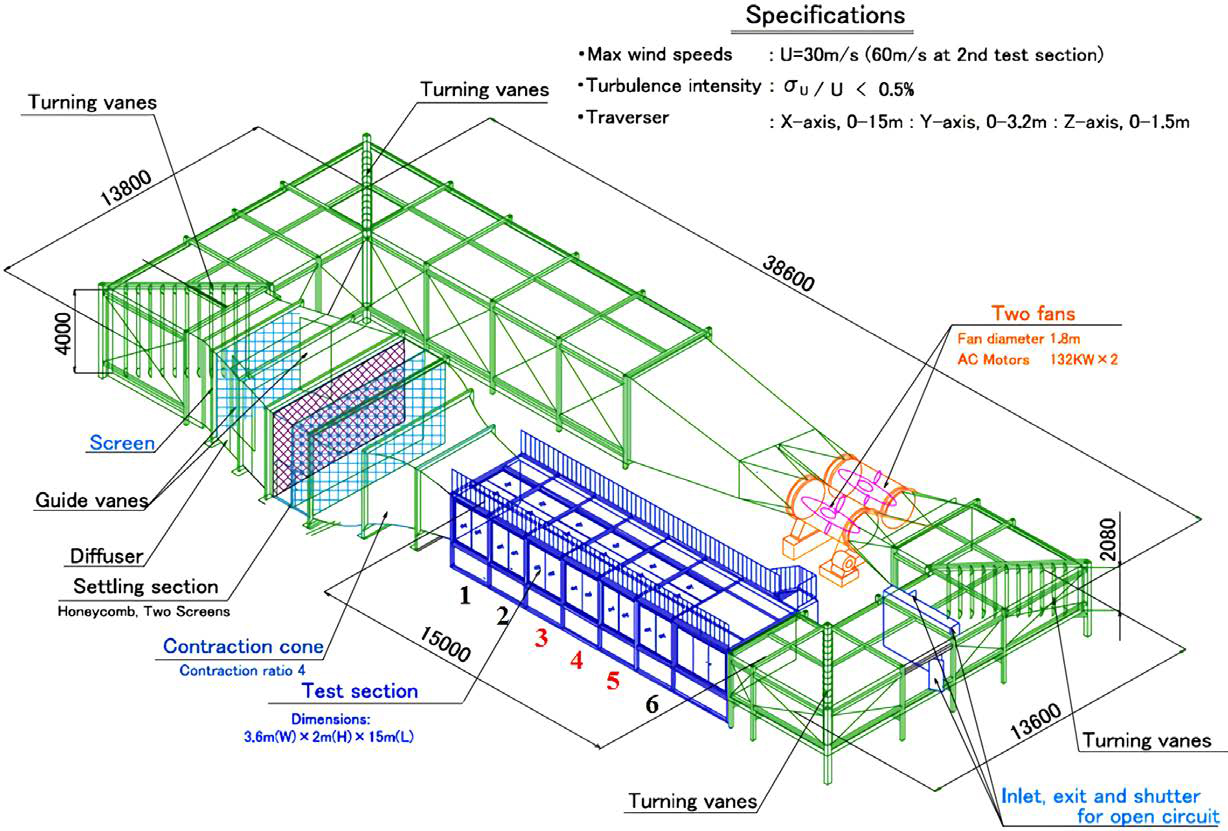 Specifications
・Max wind speeds : U=30m/s (60m/s at 2nd test section)
・Turbulence intensity : σU / U < 0.5%
・Traverser : X-axis, 0-15m : Y-axis, 0-3.2m : Z-axis, 0-1.5m
Turning vanes
Turning vanes
13800
38600
4000
Two fans
Fan diameter 1.8m
AC Motors 132KW×2
Screen
Guide vanes
Diffuser
Settling section
Honeycomb, Two Screens
2080
Contraction cone
Contraction ratio 4
Test section
Dimensions:
3.6m(W)×2m(H)×15m(L)
15000
1
2
3
4
5
6
13600
Turning vanes
Turning vanes
Inlet, exit and shutter
for open circuit